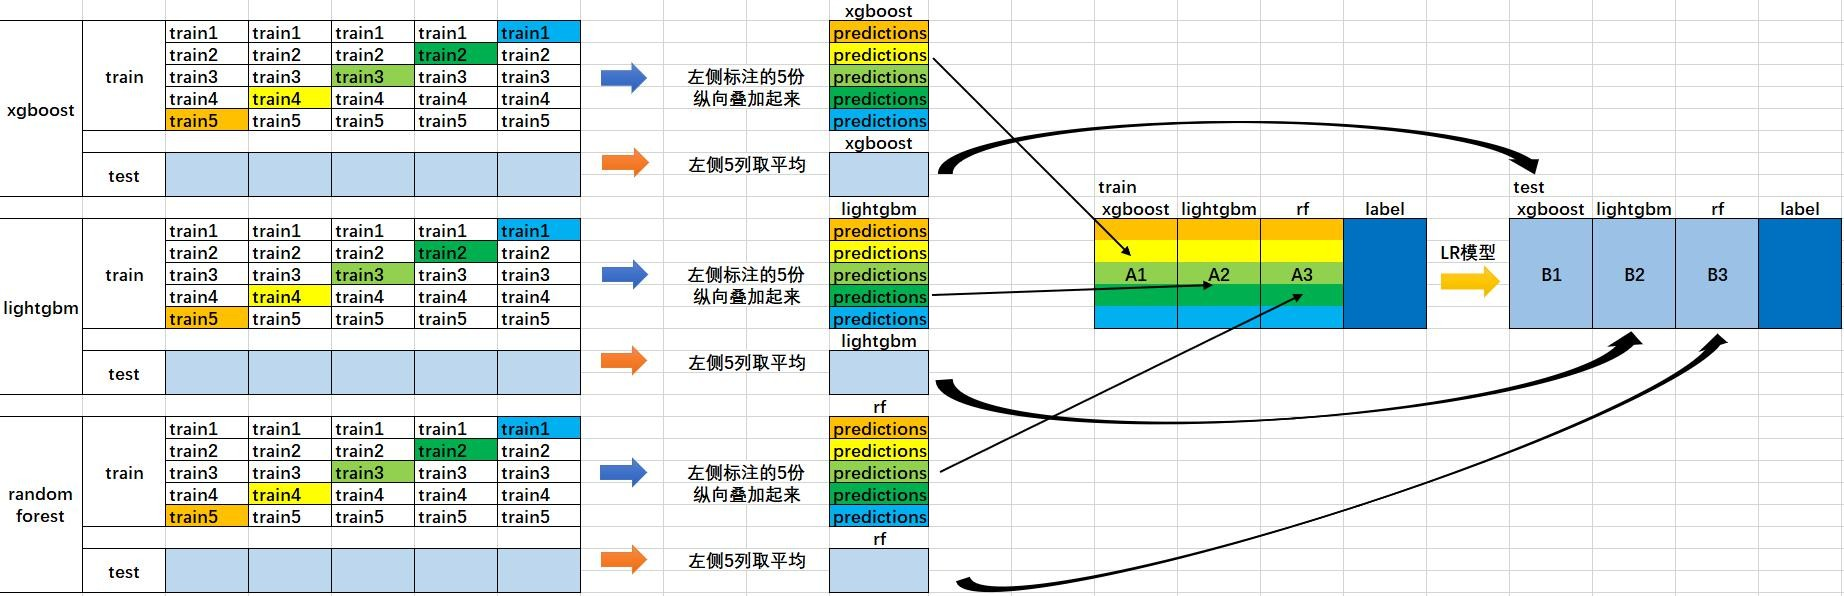 xgboost
train1 train1 train1 train1 train1 predictions
train2 train2 train2 train2 train2 predictions
train train3 train3 train3 train3 train3 左侧标注的5份 predictions
xgboost train4 train4 train4 train4 train4 纵向叠加起来 predictions
train5 train5 train5 train5 train5 predictions
xgboost
test 左侧5列取平均
train test
lightgbm xgboost lightgbm rf label xgboost lightgbm rf label
train1 train1 train1 train1 train1 predictions
train2 train2 train2 train2 train2 predictions LR模型
train train3 train3 train3 train3 train3 左侧标注的5份 predictions A1 A2 A3 B1 B2 B3
lightgbm train4 train4 train4 train4 train4 纵向叠加起来 predictions
train5 train5 train5 train5 train5 predictions
lightgbm
test 左侧5列取平均
rf
train1 train1 train1 train1 train1 predictions
train2 train2 train2 train2 train2 predictions
train train3 train3 train3 train3 train3 左侧标注的5份 predictions
random train4 train4 train4 train4 train4 纵向叠加起来 predictions
forest train5 train5 train5 train5 train5 predictions
rf
test 左侧5列取平均